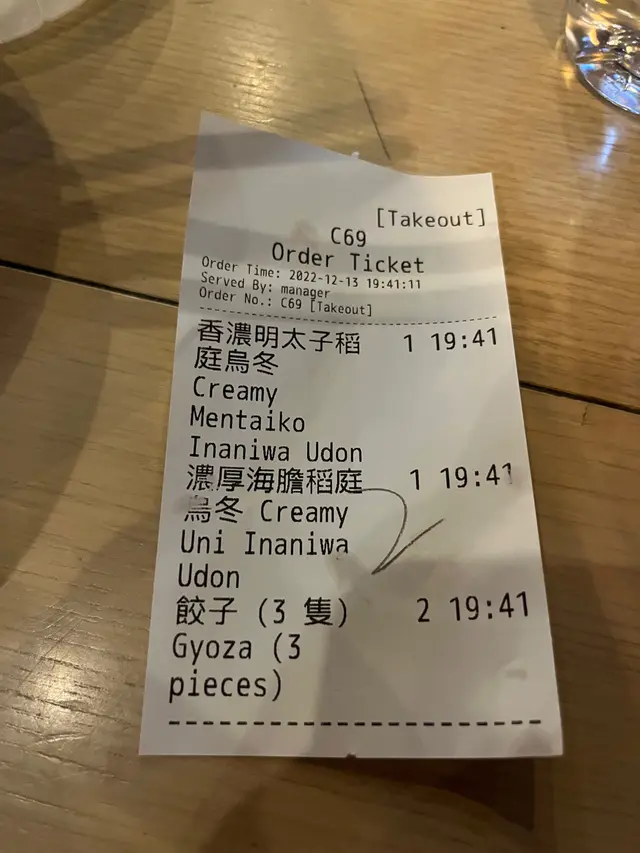 [Takeout]
C69
Order Ticket
Order Time: 2022-12-13 19:41:11
Served By: manager
Order No.: C69 [Takeout]
香濃明太子稻 1 19:41
庭烏冬
Creamy
Mentaiko
Inaniwa Udon
濃厚海膽稻庭 1 19:41
烏冬 Creamy
Uni Inaniwa
Udon
餃子 (3 隻) 2 19:41
Gyoza (3
pieces)